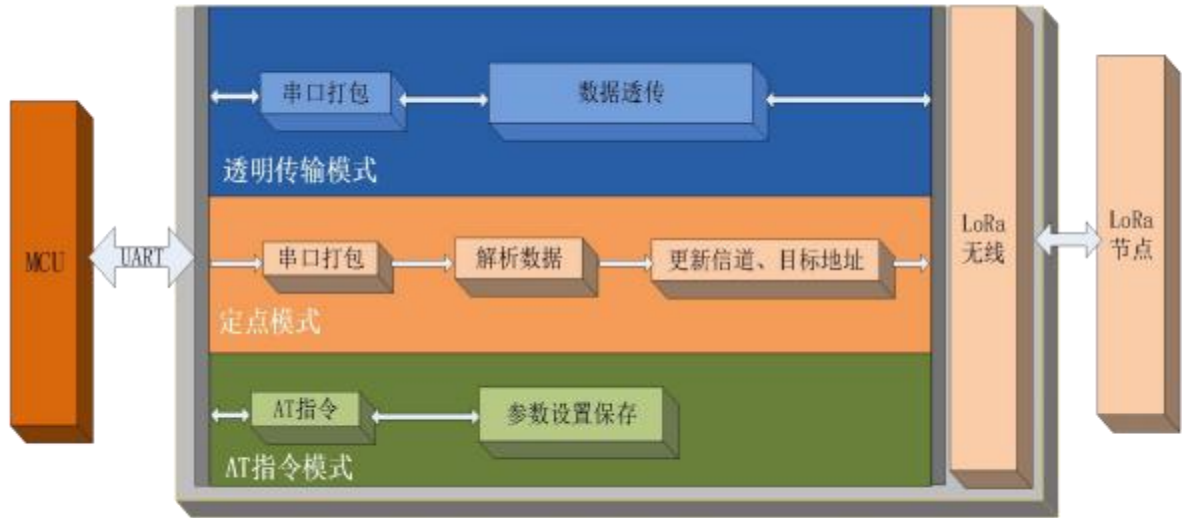 MCU
UART
串口打包
数据透传
透明传输模式
串口打包
解析数据
更新信道、目标地址
定点模式
AT指令
参数设置保存
AT指令模式
LoRa
无线
LoRa
节点